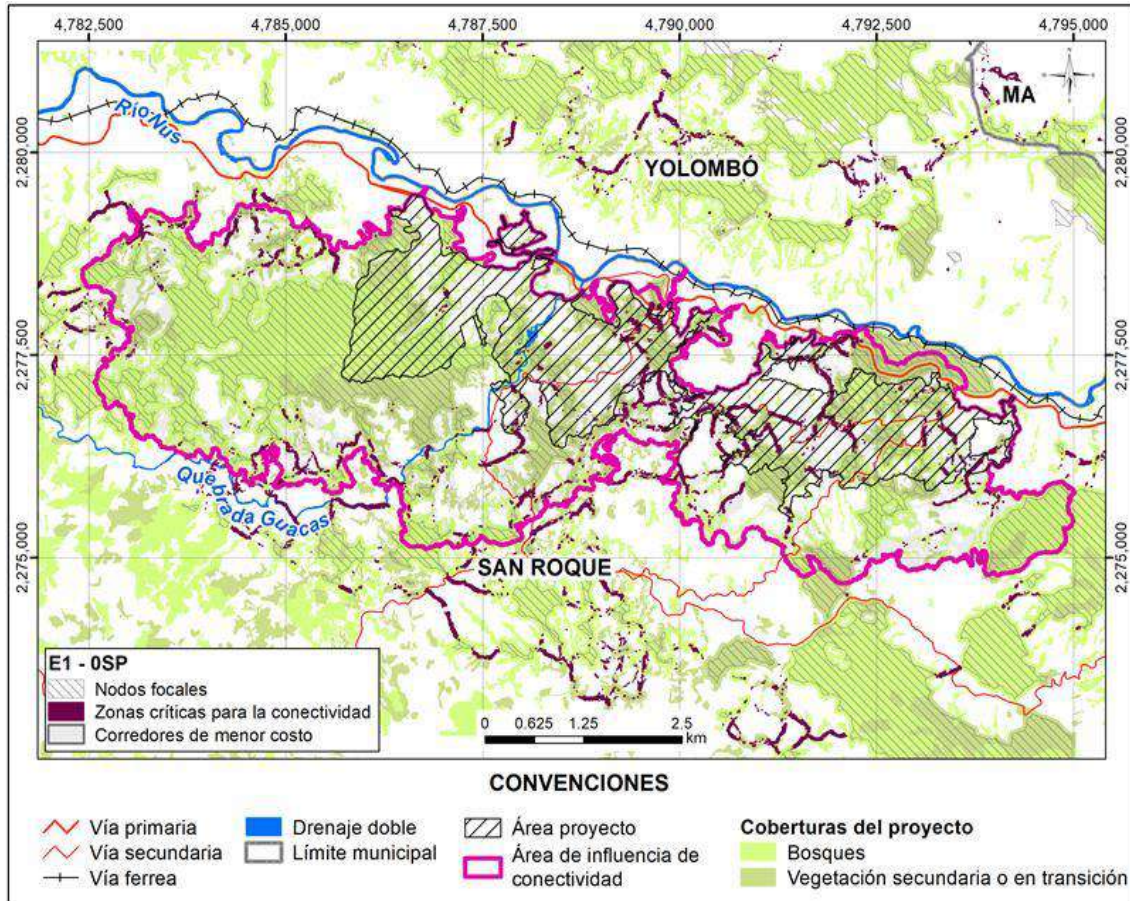 4,782,500 4,785,000 4,787,500 4,790,000 4,792,500 4,795,000
MA
Río Nus
2,280,000 2,280,000
YOLOMBÓ
2,277,500 2,277,500
Quebrada Guacas
2,275,000 2,275,000
SAN ROQUE
E1 - 0SP
Nodos focales
Zonas críticas para la conectividad
Corredores de menor costo
0 0.625 1.25 2.5
km
CONVENCIONES
Vía primaria
Vía secundaria
Vía ferrea
Drenaje doble
Límite municipal
Área proyecto
Área de influencia de
conectividad
Coberturas del proyecto
Bosques
Vegetación secundaria o en transición